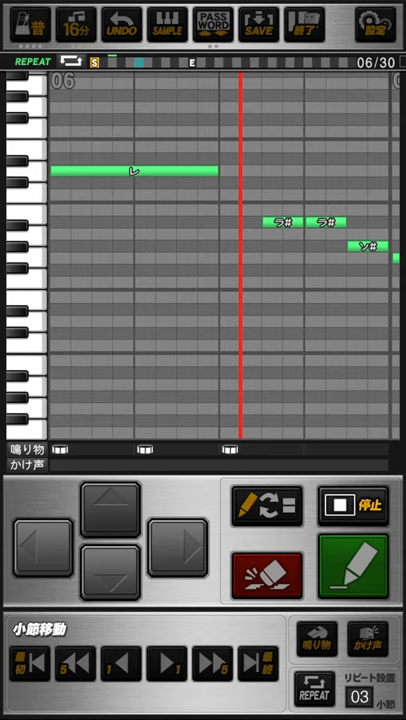 普 16分 UNDO SAMPLE PASS WORD SAVE 終了 設定
REPEAT S E 06/30
06
レ
ラ# ラ#
ソ#
鳴り物
かけ声
停止
小節移動
最初 5 1 1 5 最終
鳴り物 かけ声
REPEAT リピート設置
03 小節